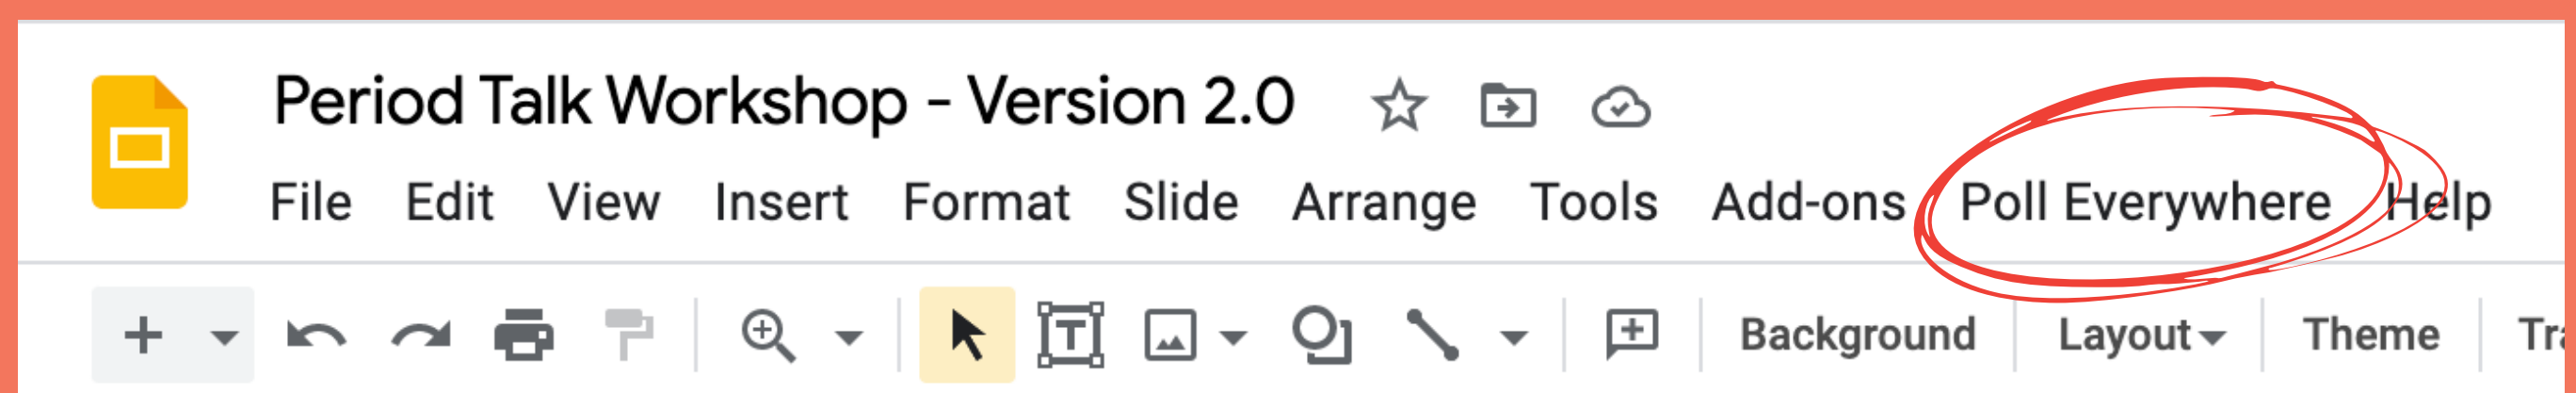 Period Talk Workshop - Version 2.0
File Edit View Insert Format Slide Arrange Tools Add-ons Poll Everywhere Help
Background Layout Theme